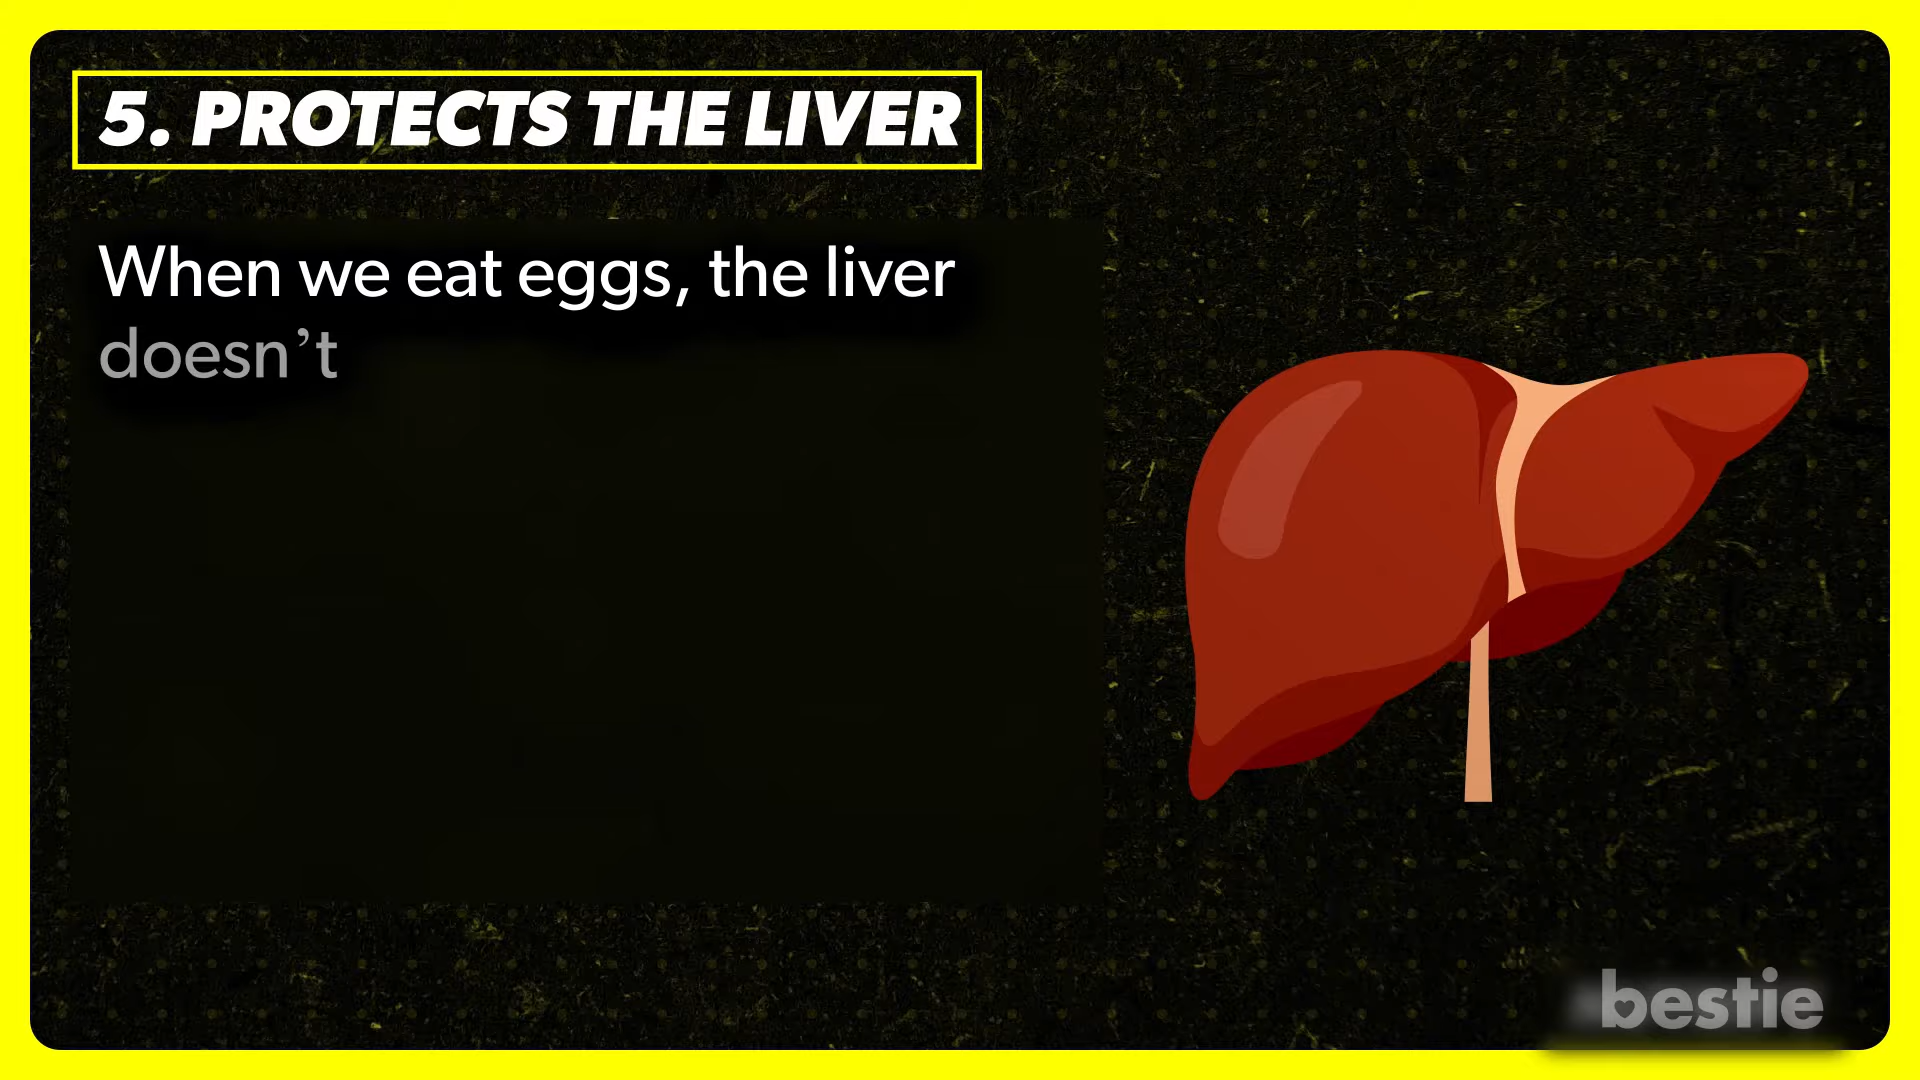 5. PROTECTS THE LIVER
When we eat eggs, the liver
doesn’t
bestie